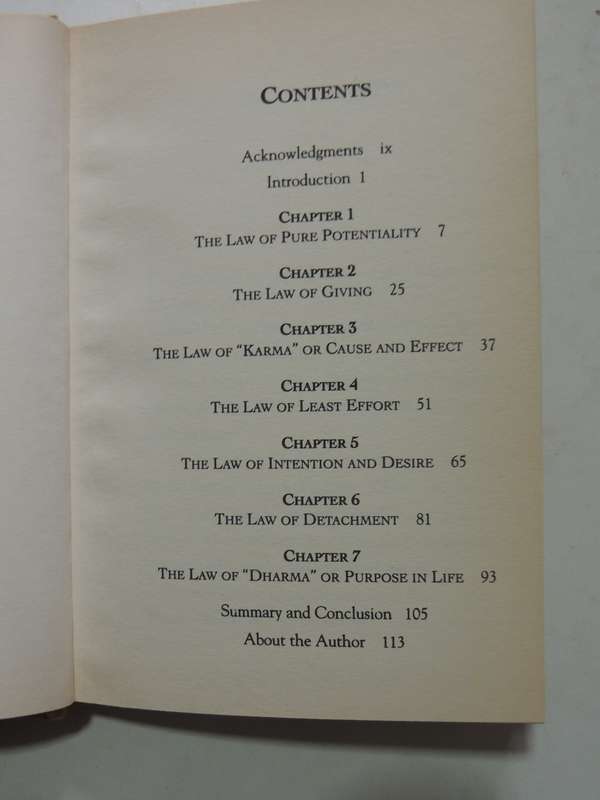 CONTENTS
Acknowledgments ix
Introduction 1
CHAPTER 1
THE LAW OF PURE POTENTIALITY 7
CHAPTER 2
THE LAW OF GIVING 25
CHAPTER 3
THE LAW OF "KARMA" OR CAUSE AND EFFECT 37
CHAPTER 4
THE LAW OF LEAST EFFORT 51
CHAPTER 5
THE LAW OF INTENTION AND DESIRE 65
CHAPTER 6
THE LAW OF DETACHMENT 81
CHAPTER 7
THE LAW OF "DHARMA" OR PURPOSE IN LIFE 93
Summary and Conclusion 105
About the Author 113